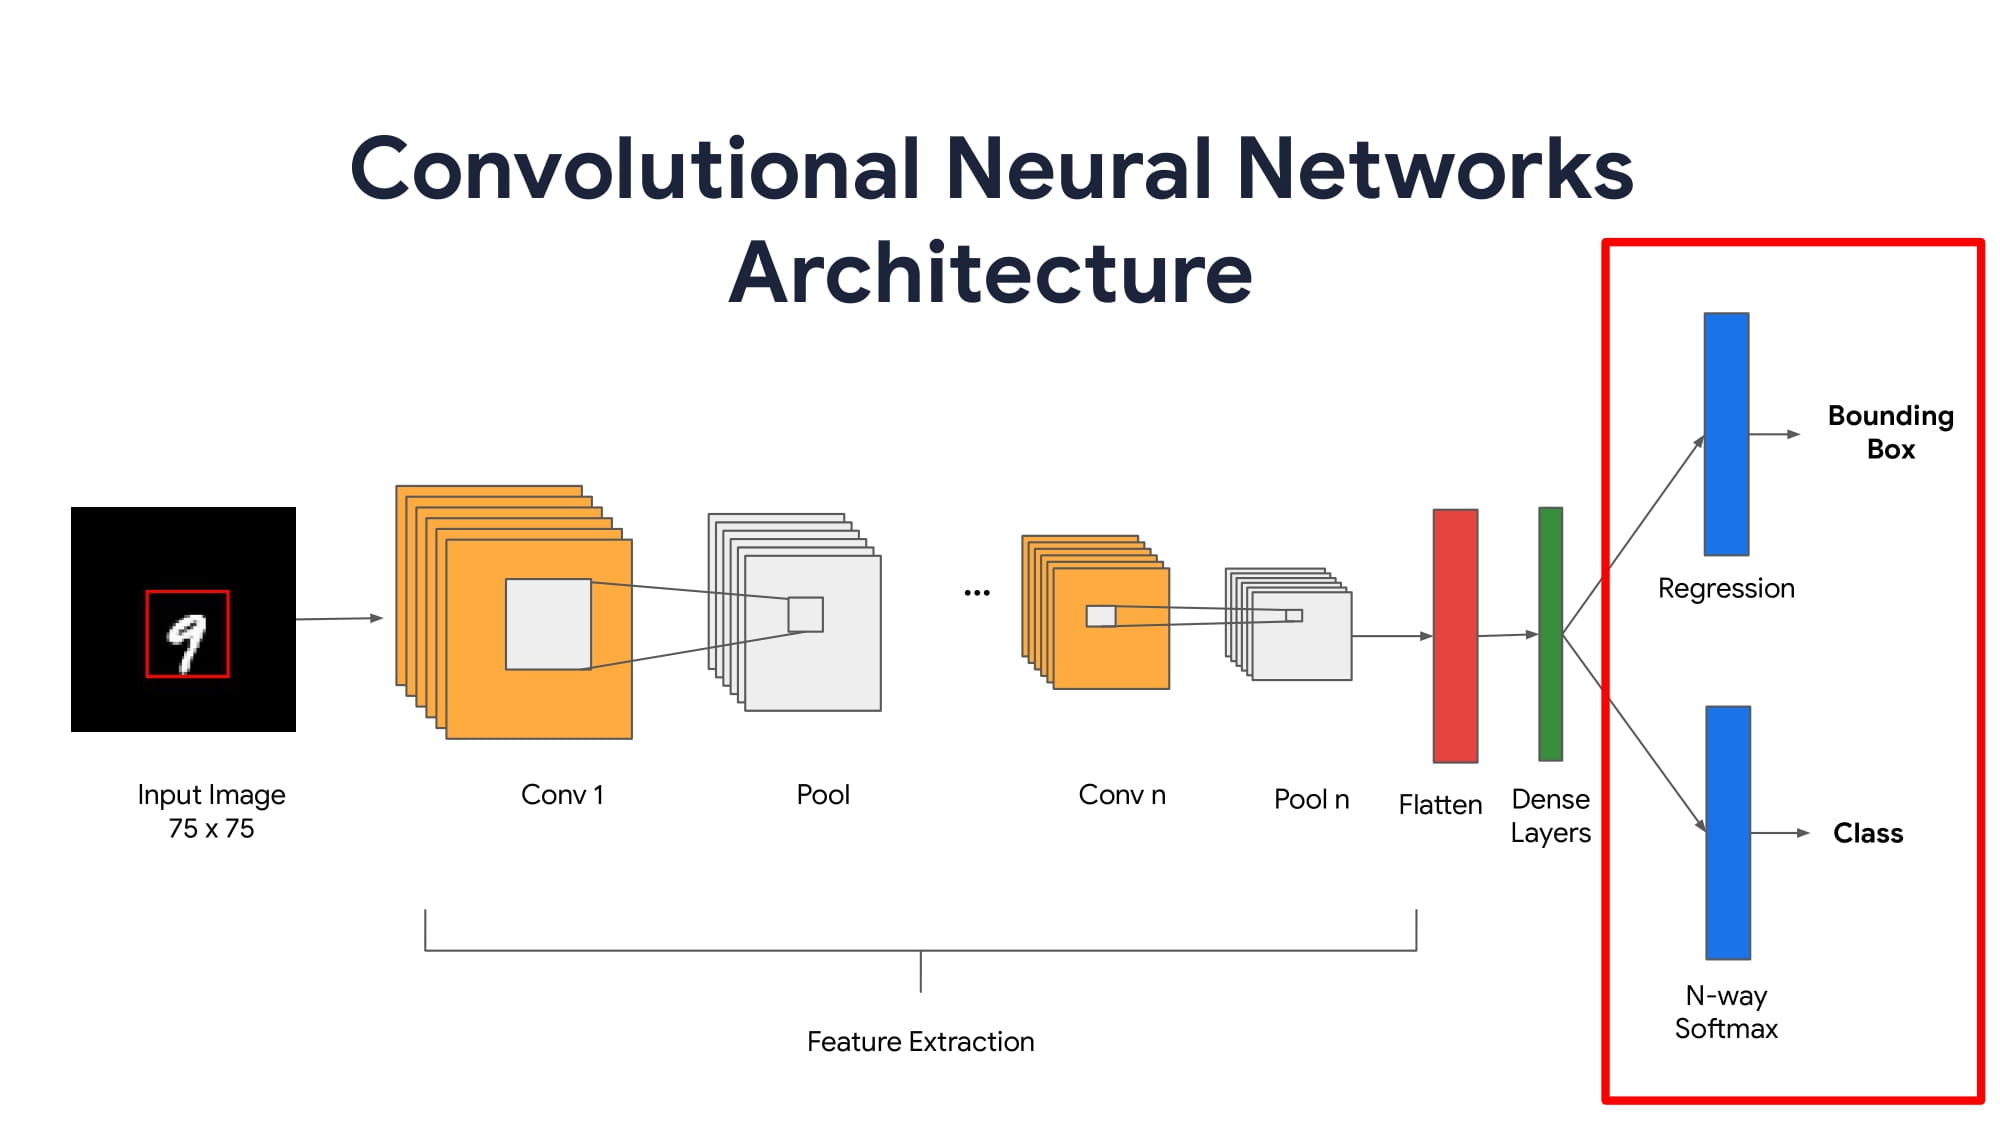 Convolutional Neural Networks
Architecture
Bounding
Box
Regression
9
Input Image
75 x 75
Conv 1
Pool
...
Conv n
Pool n
Flatten
Dense
Layers
Class
N-way
Softmax
Feature Extraction